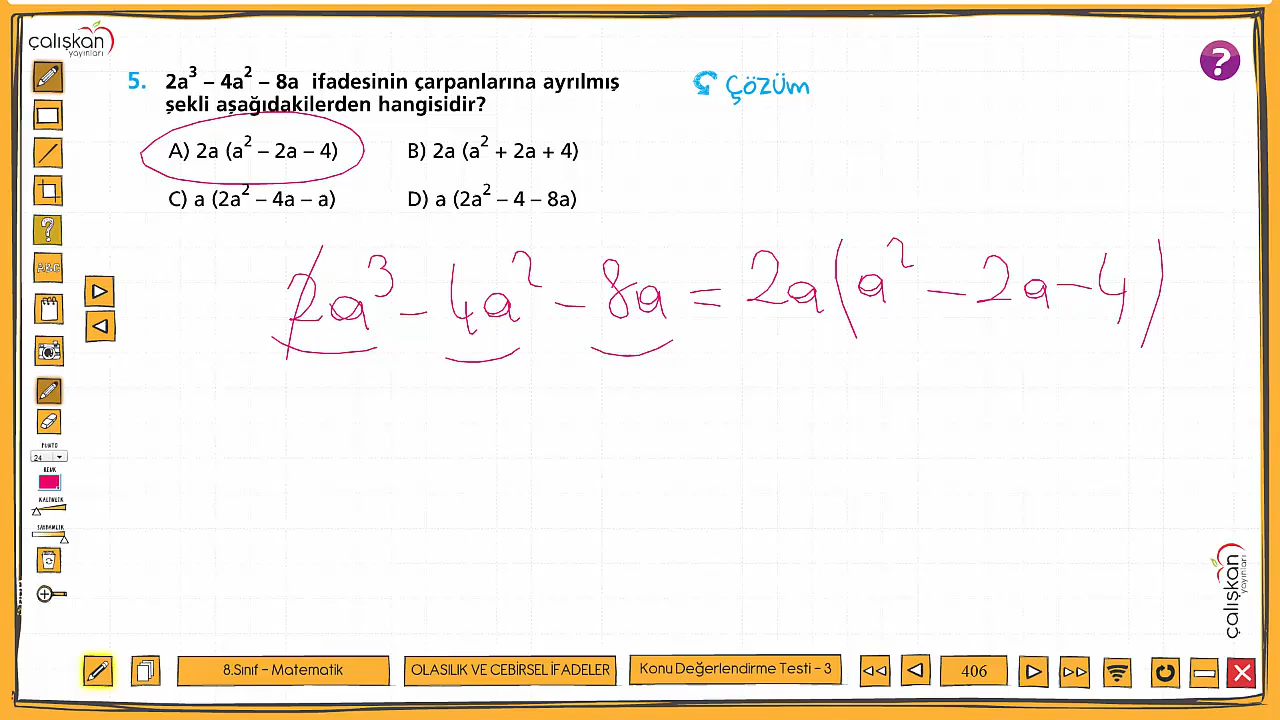 çalışkan
yayınları
5. 2a³ – 4a² – 8a ifadesinin çarpanlarına ayrılmış
şekli aşağıdakilerden hangisidir?
Çözüm
?
A) 2a (a² – 2a – 4)
B) 2a (a² + 2a + 4)
C) a (2a² – 4a – a)
D) a (2a² – 4 – 8a)
2a³ – 4a² – 8a = 2a(a² – 2a – 4)
?
ABC
PUNTO
24
RENK
KALINLIK
SAYDAMLIK
çalışkan
yayınları
8.Sınıf – Matematik
OLASILIK VE CEBİRSEL İFADELER
Konu Değerlendirme Testi – 3
406